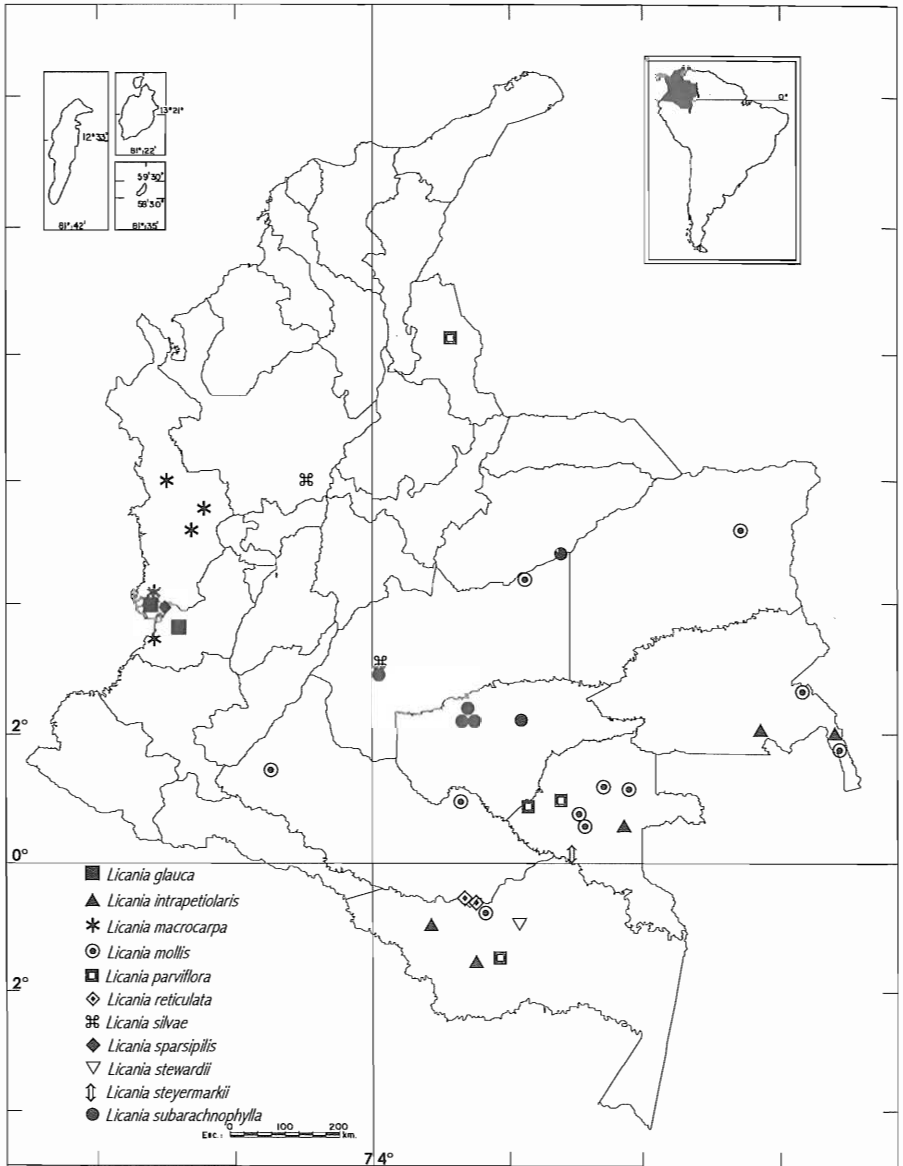 12°33'
13°21'
81°:22'
59'30"
58'30"
81°:42'
81°:35'
0°
2°
0°
2°
Licania glauca
Licania intrapetiolaris
Licania macrocarpa
Licania mollis
Licania parviflora
Licania reticulata
Licania silvae
Licania sparsipilis
Licania stewardii
Licania steyermarkii
Licania subarachnophylla
Esc.: 0 100 200 km.
74°